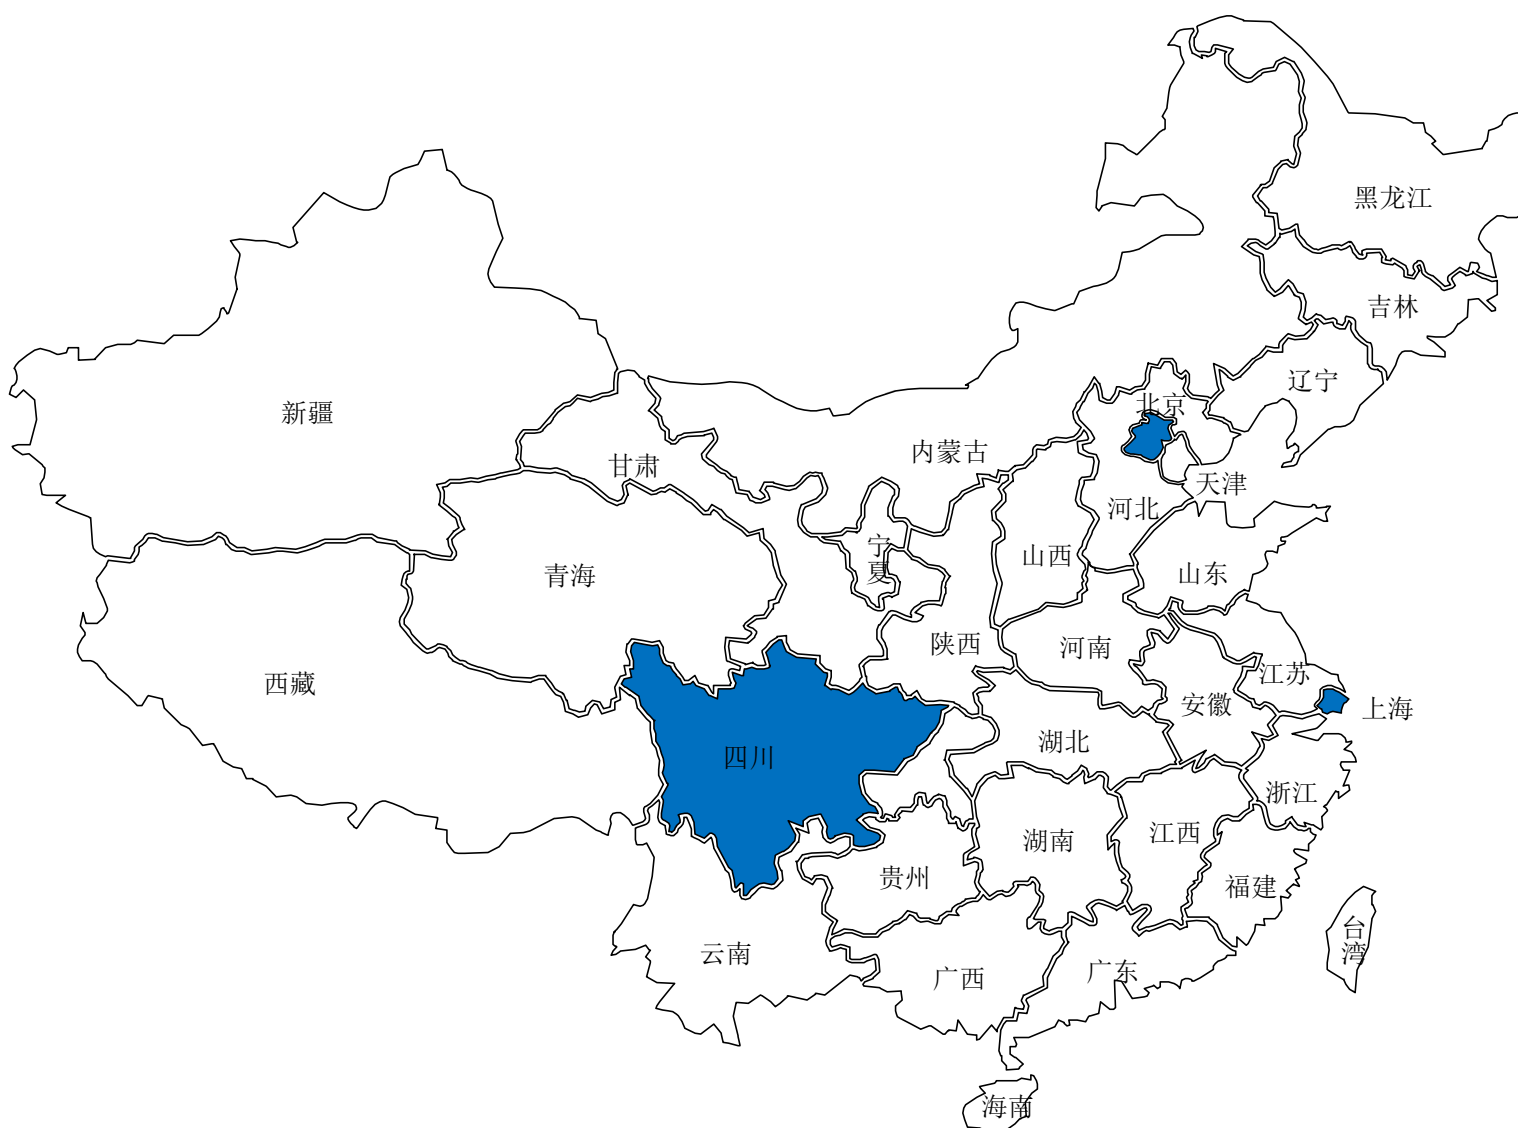 黑龙江
吉林
辽宁
北京
新疆
内蒙古
甘肃
天津
河北
宁
夏
山西
山东
青海
陕西
河南
江苏
西藏
安徽
上海
湖北
四川
浙江
江西
湖南
贵州
福建
台
湾
云南
广东
广西
海南